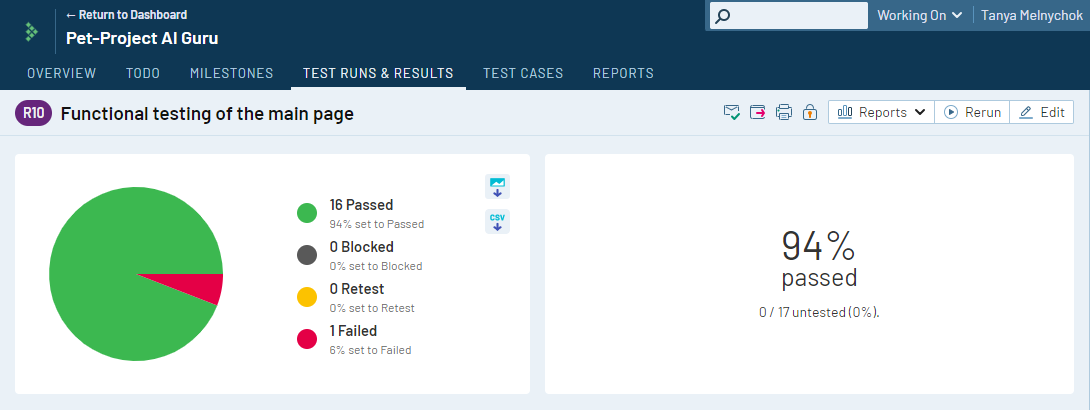 ← Return to Dashboard
Pet-Project AI Guru
Working On
Tanya Melnychok
OVERVIEW TODO MILESTONES TEST RUNS & RESULTS TEST CASES REPORTS
R10 Functional testing of the main page
Reports Rerun Edit
16 Passed
94% set to Passed
0 Blocked
0% set to Blocked
0 Retest
0% set to Retest
1 Failed
6% set to Failed
CSV
94%
passed
0 / 17 untested (0%).